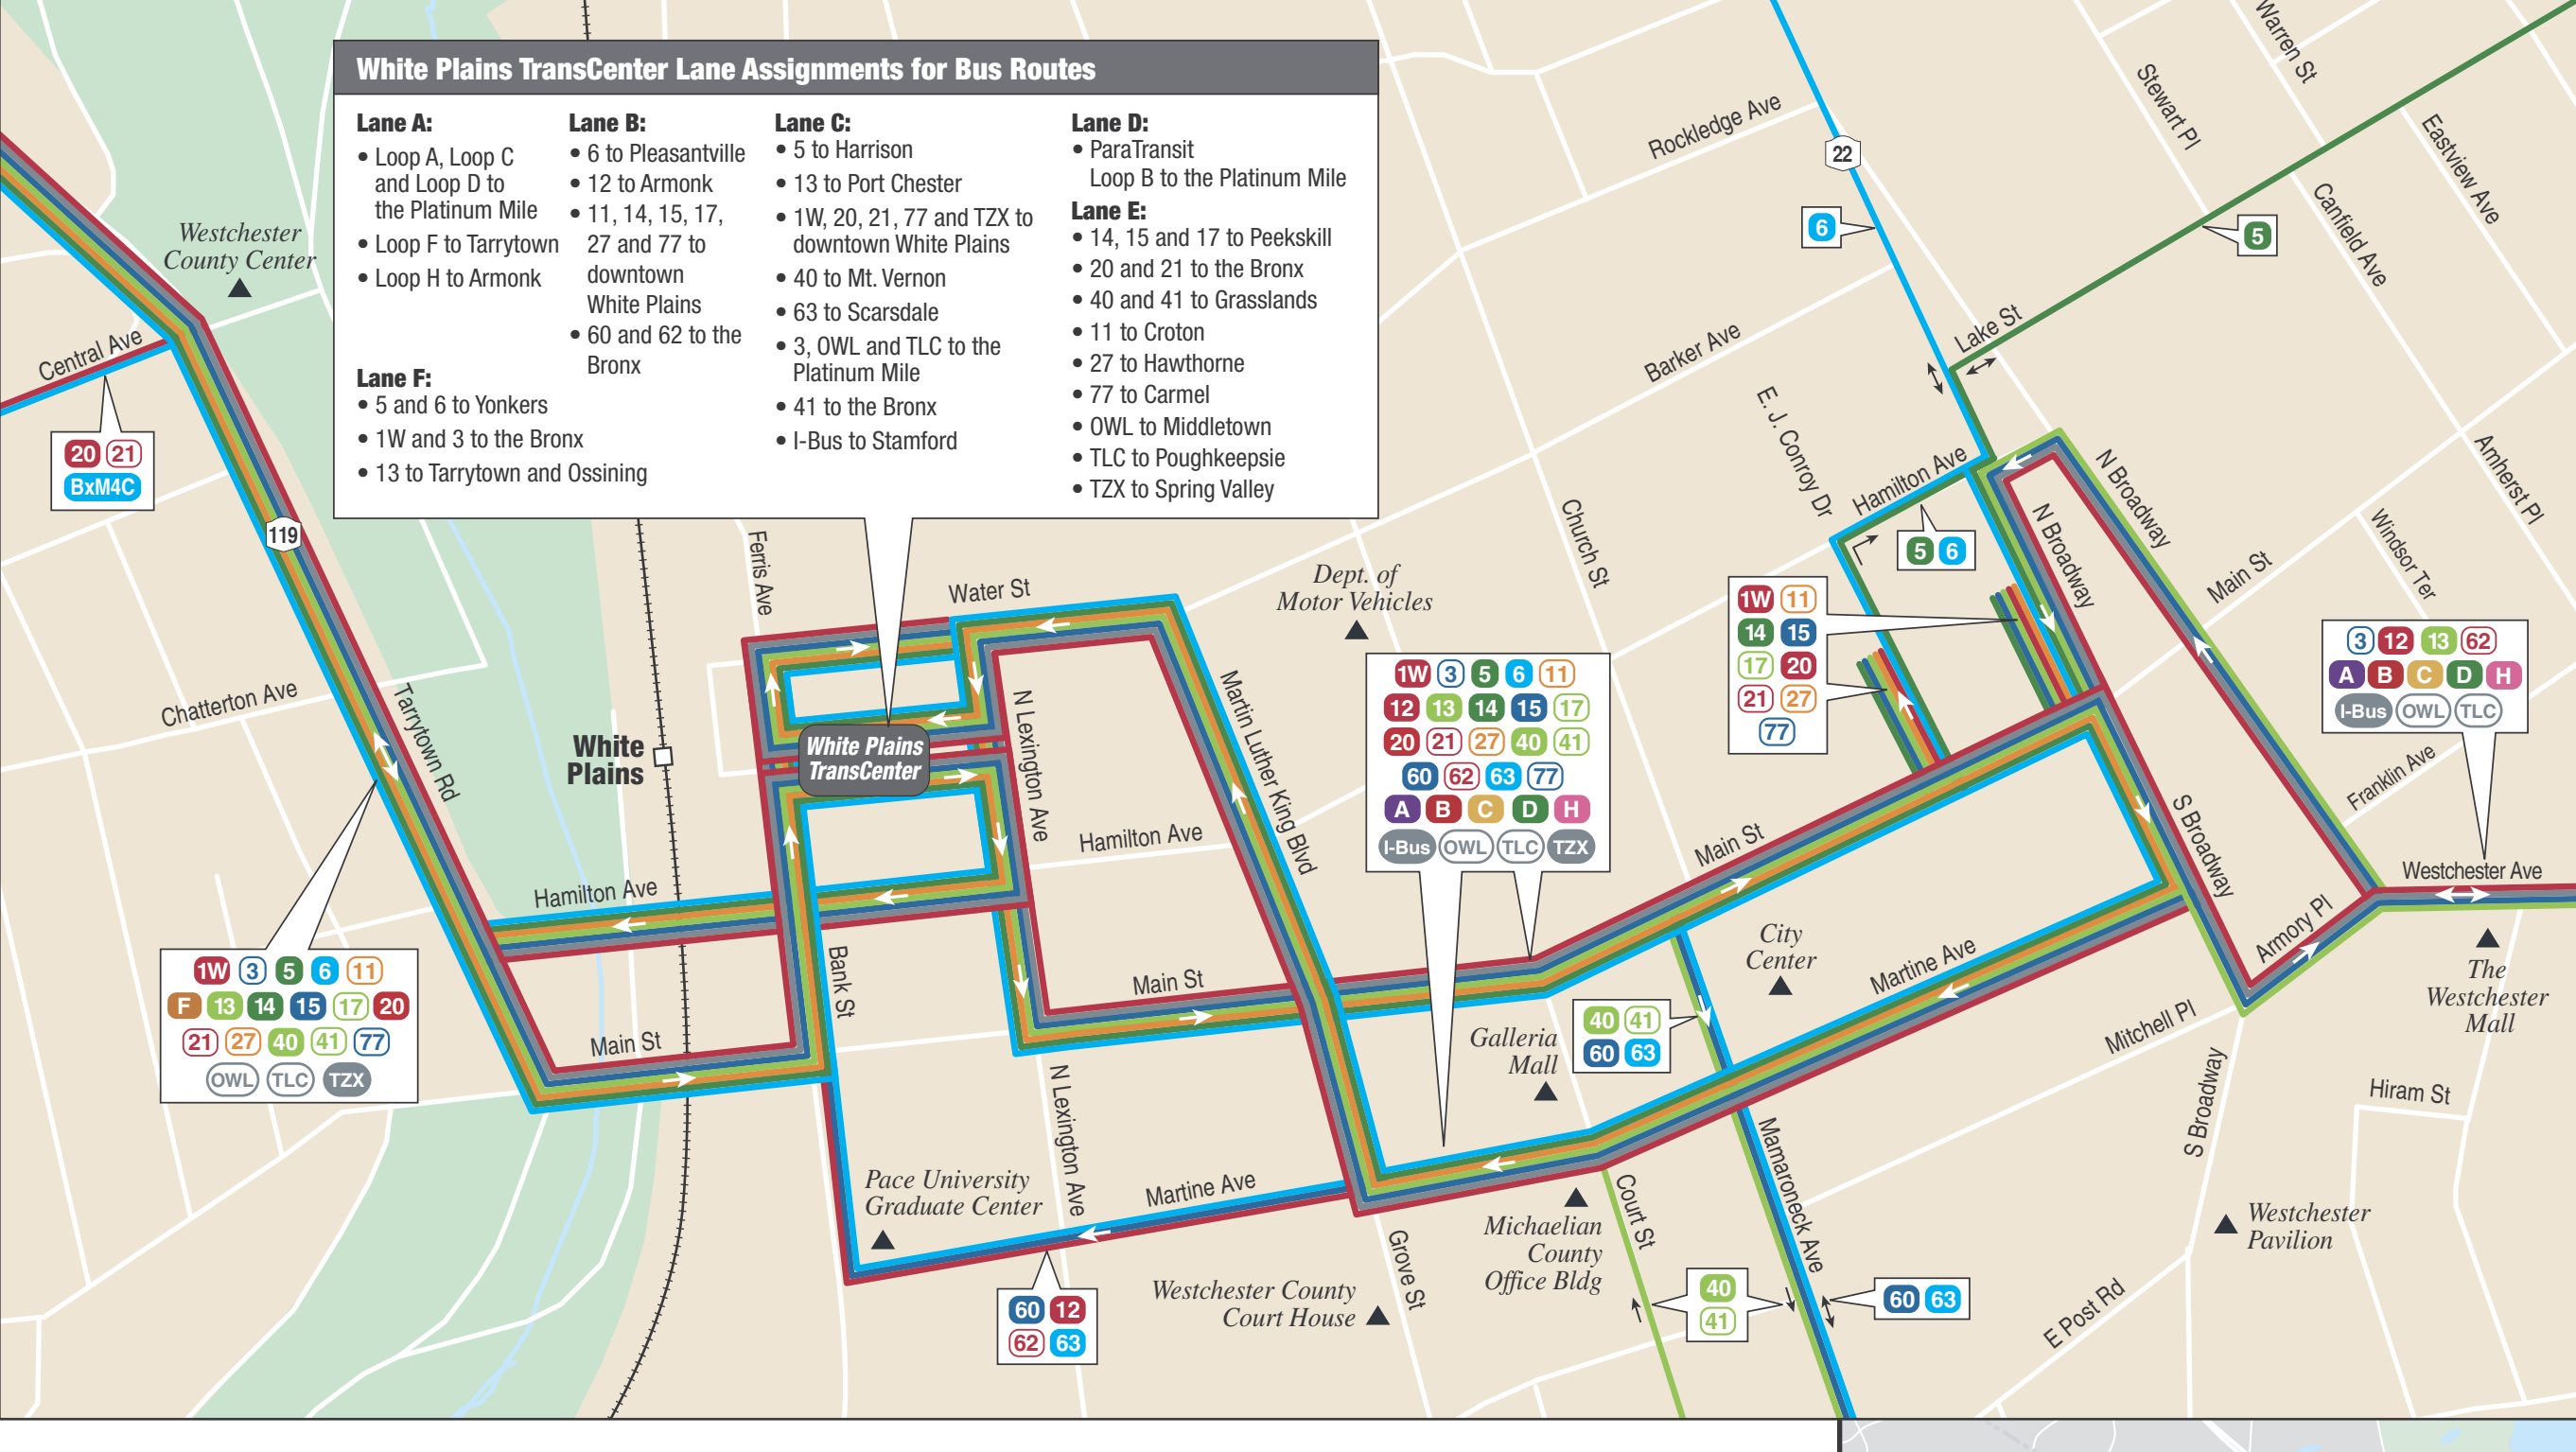 White Plains TransCenter Lane Assignments for Bus Routes
Lane A:
• Loop A, Loop C
and Loop D to
the Platinum Mile
• Loop F to Tarrytown
• Loop H to Armonk
Lane B:
• 6 to Pleasantville
• 12 to Armonk
• 11, 14, 15, 17,
27 and 77 to
downtown
White Plains
• 60 and 62 to the
Bronx
Lane C:
• 5 to Harrison
• 13 to Port Chester
• 1W, 20, 21, 77 and TZX to
downtown White Plains
• 40 to Mt. Vernon
• 63 to Scarsdale
• 3, OWL and TLC to the
Platinum Mile
• 41 to the Bronx
• I-Bus to Stamford
Lane D:
• ParaTransit
Loop B to the Platinum Mile
Lane E:
• 14, 15 and 17 to Peekskill
• 20 and 21 to the Bronx
• 40 and 41 to Grasslands
• 11 to Croton
• 27 to Hawthorne
• 77 to Carmel
• OWL to Middletown
• TLC to Poughkeepsie
• TZX to Spring Valley
Lane F:
• 5 and 6 to Yonkers
• 1W and 3 to the Bronx
• 13 to Tarrytown and Ossining
Westchester
County Center
Central Ave
20 21
BxM4C
119
Chatterton Ave
Tarrytown Rd
White
Plains
Ferris Ave
Water St
White Plains
TransCenter
N Lexington Ave
Martin Luther King Blvd
Hamilton Ave
Hamilton Ave
Bank St
Main St
Main St
1W 3 5 6 11
F 13 14 15 17 20
21 27 40 41 77
OWL TLC TZX
Pace University
Graduate Center
N Lexington Ave
Martine Ave
60 12
62 63
Westchester County
Court House
Grove St
Dept. of
Motor Vehicles
Church St
1W 3 5 6 11
12 13 14 15 17
20 21 27 40 41
60 62 63 77
A B C D H
I-Bus OWL TLC TZX
Galleria
Mall
40 41
60 63
Michaelian
County
Office Bldg
Court St
40
41
Mamaroneck Ave
60 63
City
Center
Main St
Martine Ave
Mitchell Pl
Rockledge Ave
22
6
Barker Ave
E. J. Conroy Dr
Hamilton Ave
5 6
1W 11
14 15
17 20
21 27
77
Lake St
5
Warren St
Stewart Pl
Eastview Ave
Canfield Ave
Amherst Pl
N Broadway
N Broadway
Main St
Windsor Ter
3 12 13 62
A B C D H
I-Bus OWL TLC
Franklin Ave
Westchester Ave
S Broadway
Armory Pl
The
Westchester
Mall
Hiram St
S Broadway
Westchester
Pavilion
E Post Rd